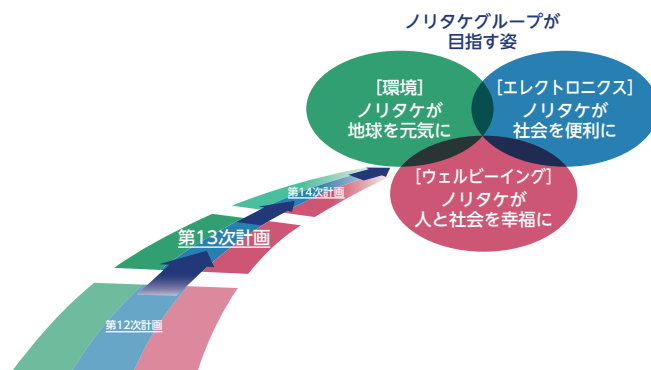 ノリタケグループが
目指す姿
[環境]
ノリタケが
地球を元気に
[エレクトロニクス]
ノリタケが
社会を便利に
[ウェルビーイング]
ノリタケが
人と社会を幸福に
第14次計画
第13次計画
第12次計画